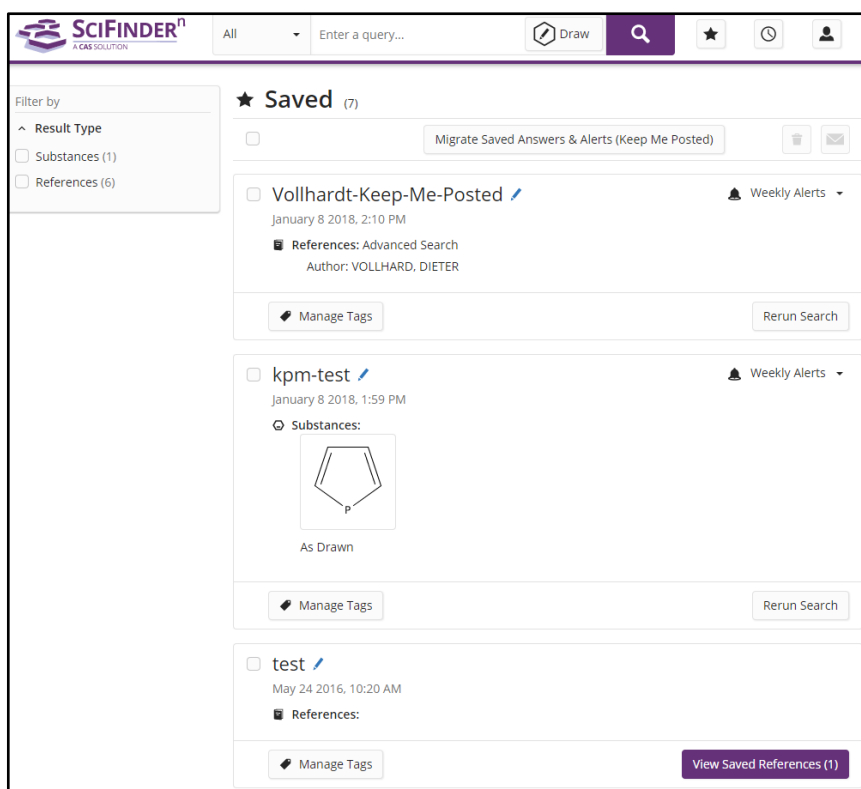 SCIFINDERⁿ
A CAS SOLUTION
All
Enter a query...
Draw
Filter by
Result Type
Substances (1)
References (6)
Saved (7)
Migrate Saved Answers & Alerts (Keep Me Posted)
Vollhardt-Keep-Me-Posted
Weekly Alerts
January 8 2018, 2:10 PM
References: Advanced Search
Author: VOLLHARD, DIETER
Manage Tags
Rerun Search
kpm-test
Weekly Alerts
January 8 2018, 1:59 PM
Substances:
P
As Drawn
Manage Tags
Rerun Search
test
May 24 2016, 10:20 AM
References:
Manage Tags
View Saved References (1)